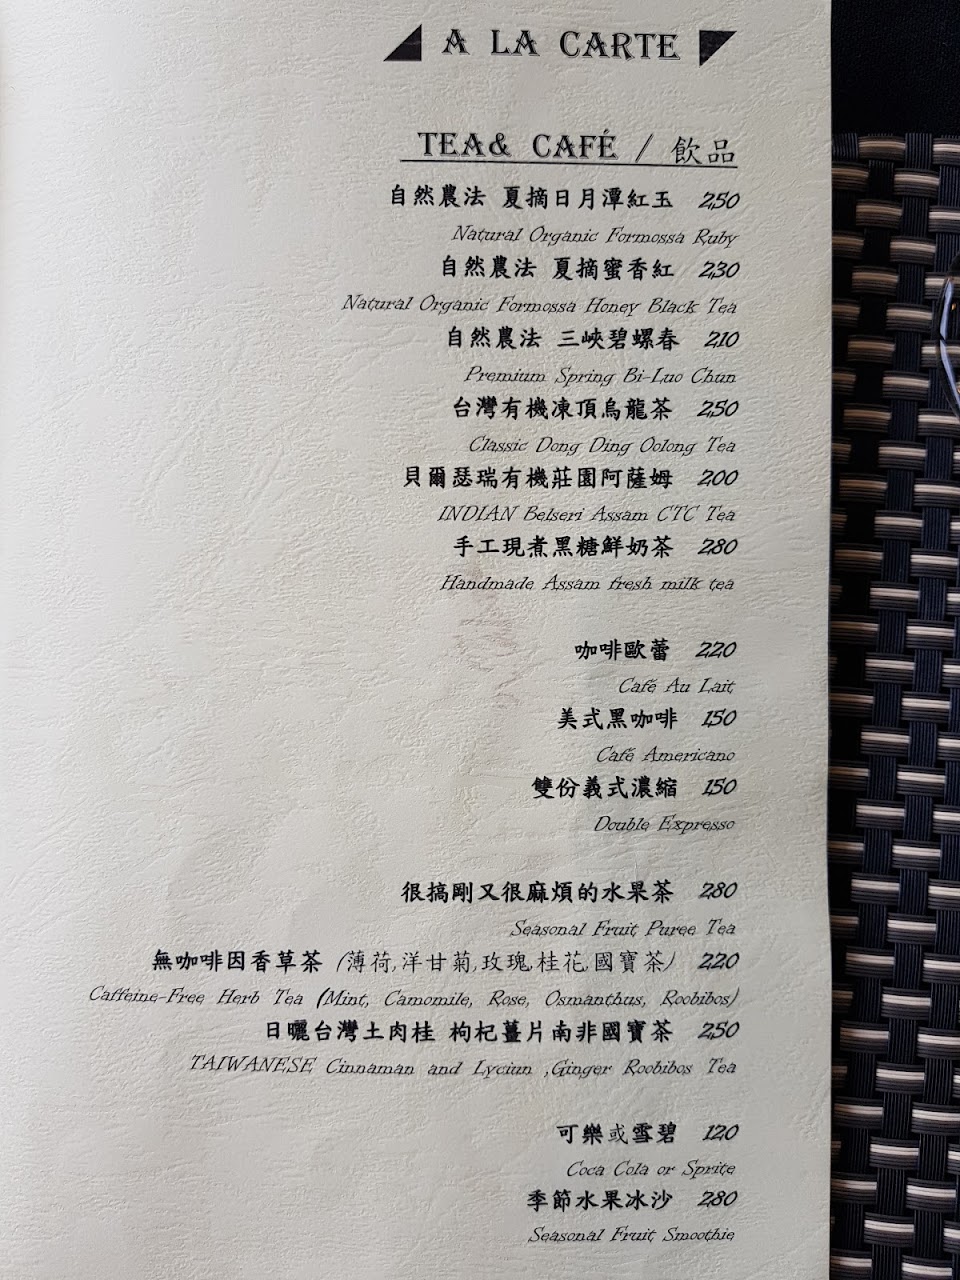 A LA CARTE
TEA& CAFÉ / 飲品
自然農法 夏摘日月潭紅玉 250
Natural Organic Formossa Ruby
自然農法 夏摘蜜香紅 230
Natural Organic Formossa Honey Black Tea
自然農法 三峽碧螺春 210
Premium Spring Bi-Luo Chun
台灣有機凍頂烏龍茶 250
Classic Dong Ding Oolong Tea
貝爾瑟瑞有機莊園阿薩姆 200
INDIAN Belseri Assam CTC Tea
手工現煮黑糖鮮奶茶 280
Handmade Assam fresh milk tea
咖啡歐蕾 220
Café Au Lait
美式黑咖啡 150
Café Americano
雙份義式濃縮 150
Double Expresso
很搞剛又很麻煩的水果茶 280
Seasonal Fruit Puree Tea
無咖啡因香草茶 (薄荷,洋甘菊,玫瑰,桂花,國寶茶) 220
Caffeine-Free Herb Tea (Mint, Camomile, Rose, Osmanthus, Roobibos)
日曬台灣土肉桂 枸杞薑片南非國寶茶 250
TAIWANESE Cinnaman and Lyciun ,Ginger Roobibos Tea
可樂或雪碧 120
Coca Cola or Sprite
季節水果冰沙 280
Seasonal Fruit Smoothie